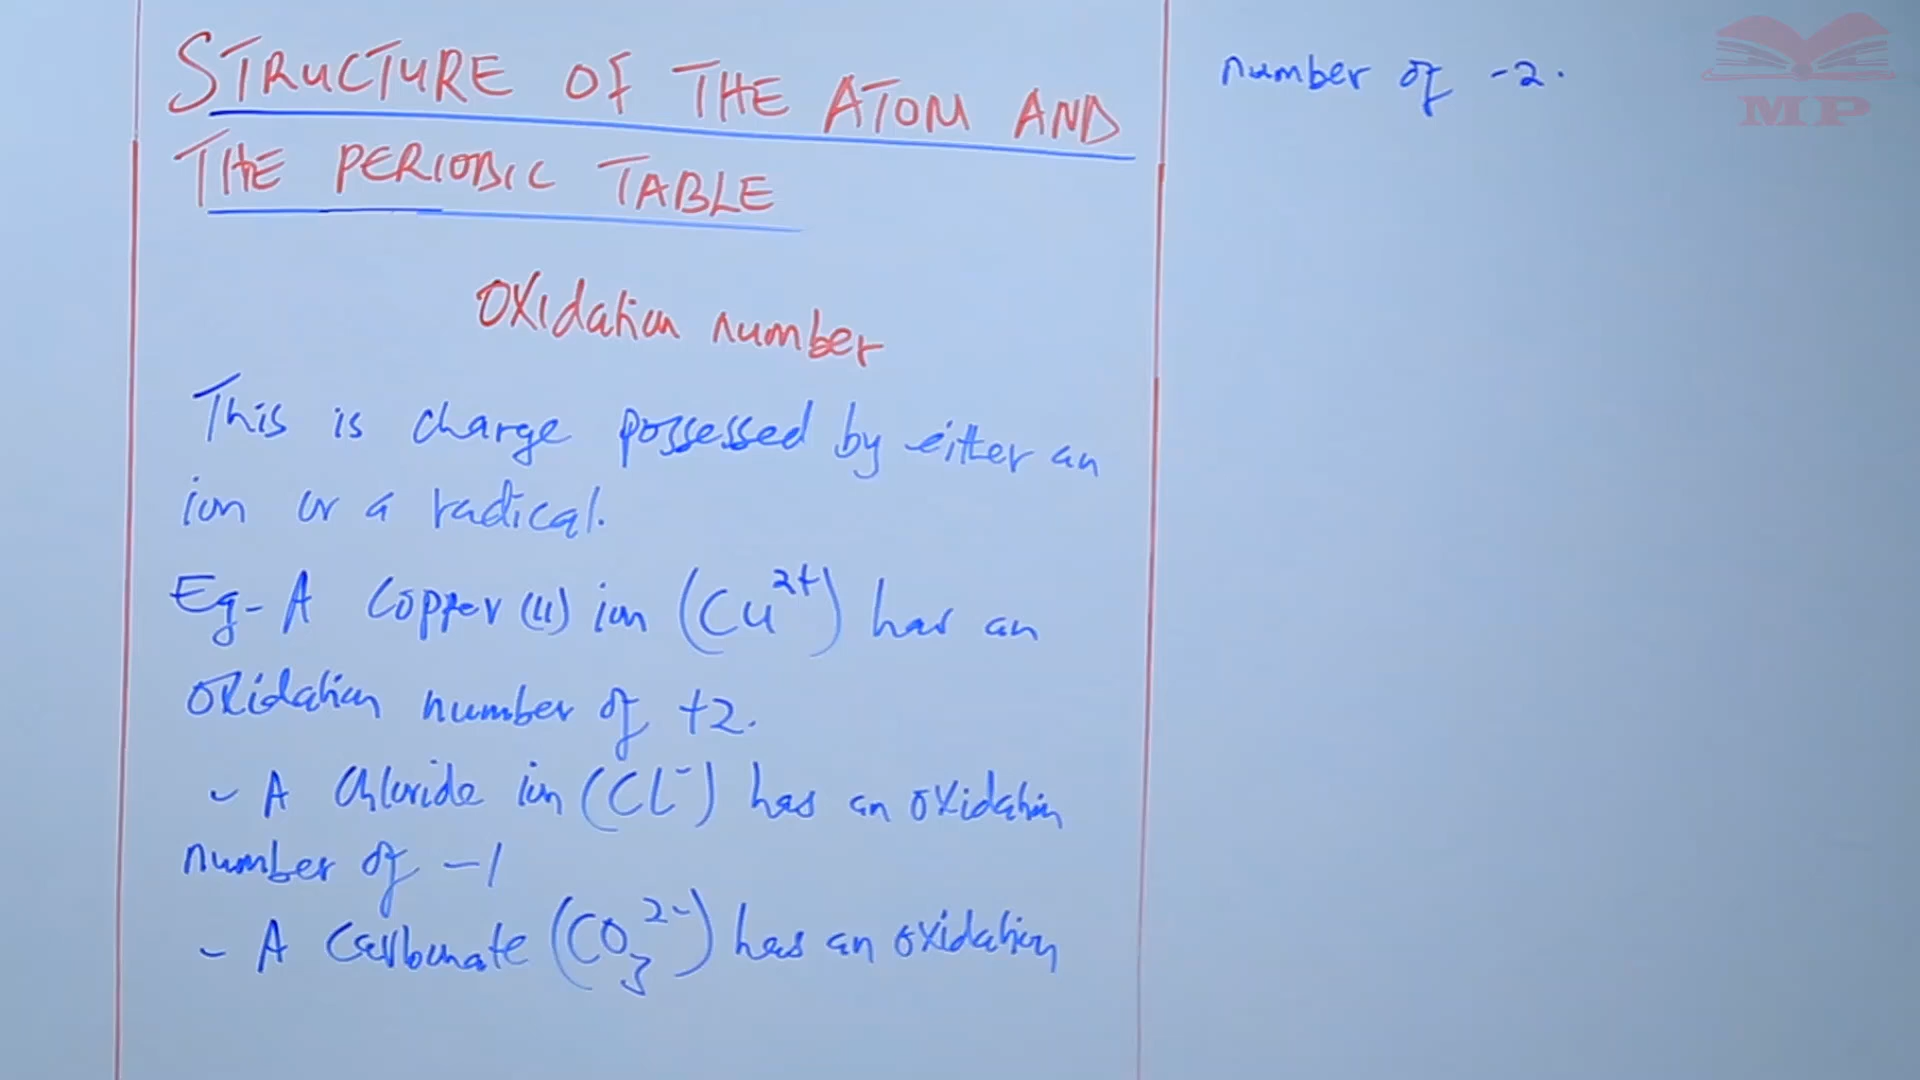 STRUCTURE OF THE ATOM AND
THE PERIODIC TABLE
Oxidation number
This is charge possessed by either an
ion or a radical.
Eg - A Copper (II) ion (Cu²⁺) has an
Oxidation number of +2.
- A Chloride ion (Cl⁻) has an oxidation
number of -1
- A Carbonate (CO₃²⁻) has an oxidation
number of -2.
MP